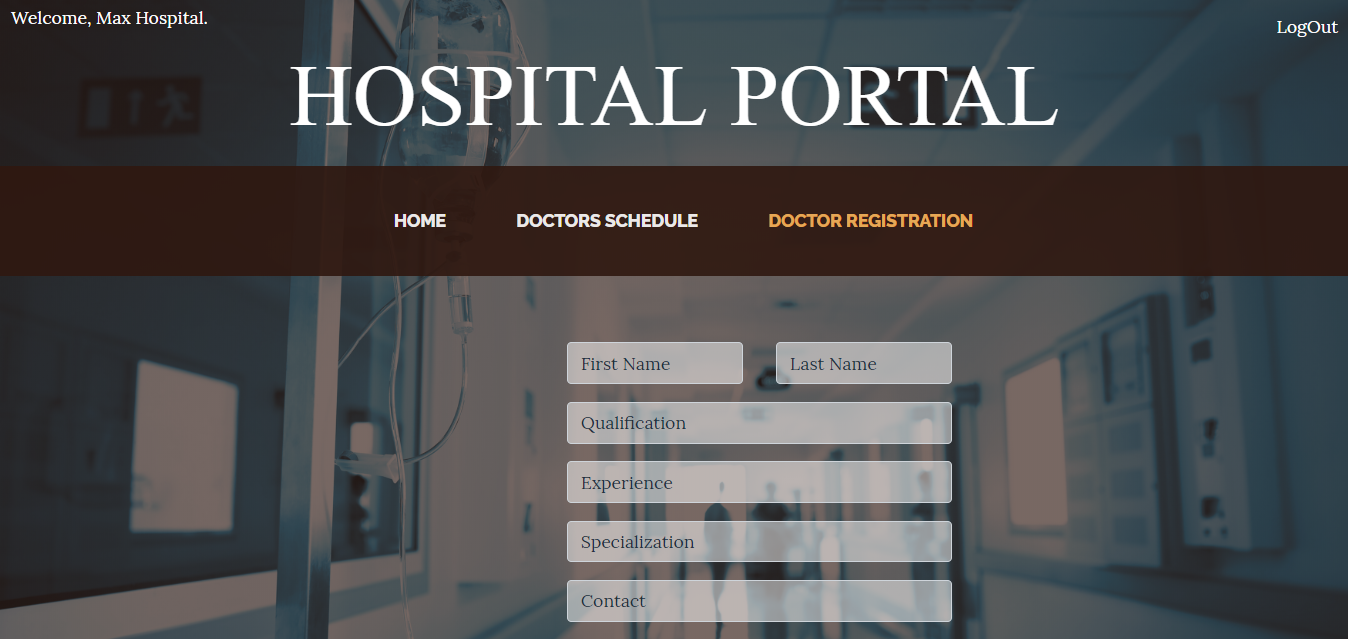 Welcome, Max Hospital.
LogOut
HOSPITAL PORTAL
HOME DOCTORS SCHEDULE DOCTOR REGISTRATION
First Name Last Name
Qualification
Experience
Specialization
Contact